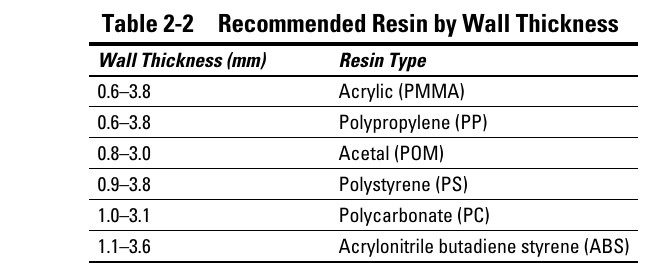 Table 2-2 Recommended Resin by Wall Thickness
Wall Thickness (mm) Resin Type
0.6–3.8 Acrylic (PMMA)
0.6–3.8 Polypropylene (PP)
0.8–3.0 Acetal (POM)
0.9–3.8 Polystyrene (PS)
1.0–3.1 Polycarbonate (PC)
1.1–3.6 Acrylonitrile butadiene styrene (ABS)